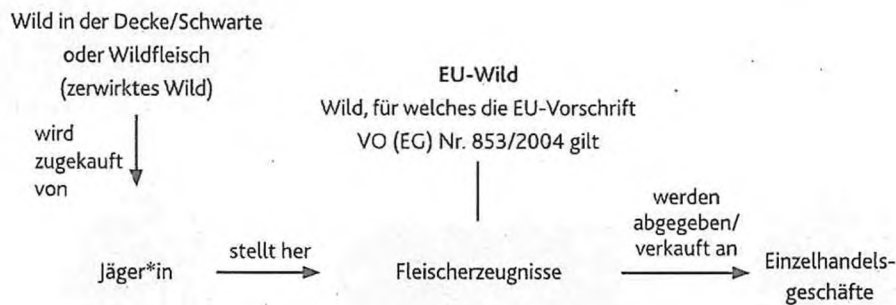 Wild in der Decke/Schwarte
oder Wildfleisch
(zerwirktes Wild)
EU-Wild
Wild, für welches die EU-Vorschrift
VO (EG) Nr. 853/2004 gilt
wird
zugekauft
von
werden
abgegeben/
verkauft an
Jäger*in
stellt her
Fleischerzeugnisse
Einzelhandels-
geschäfte